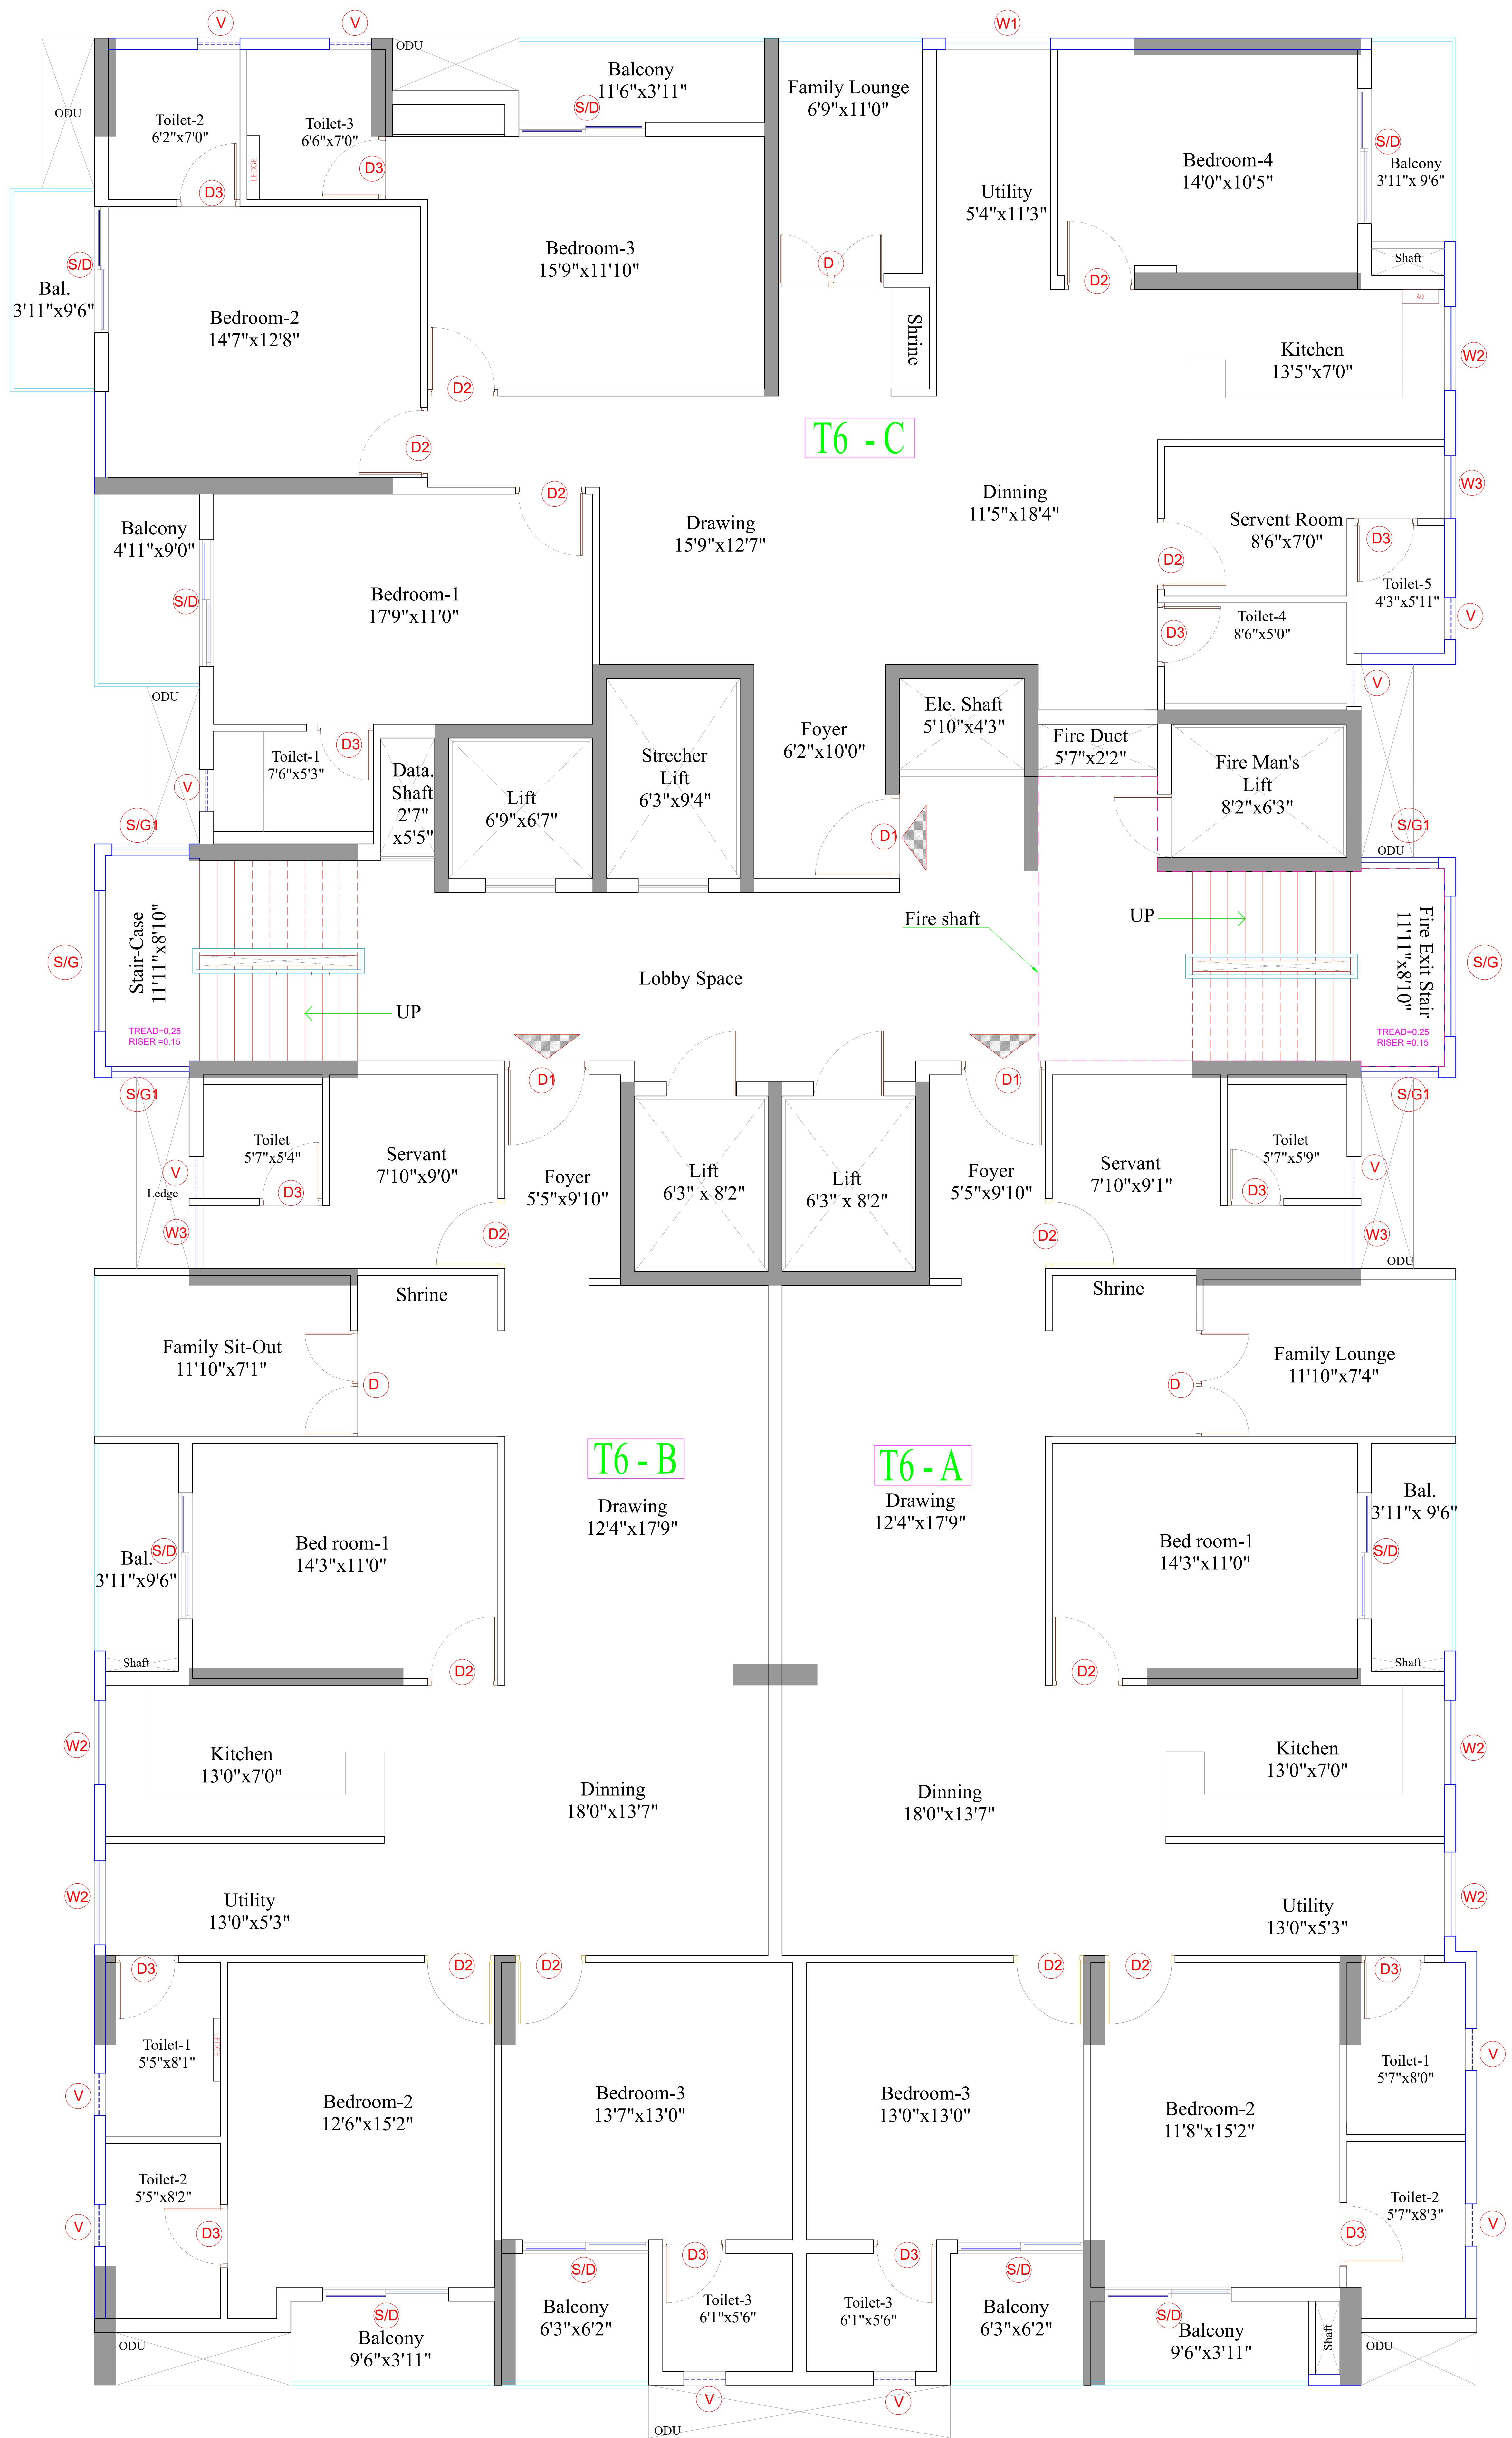 V
V
W1
ODU
Balcony
11'6"x3'11"
S/D
Family Lounge
6'9"x11'0"
ODU
Toilet-2
6'2"x7'0"
Toilet-3
6'6"x7'0"
LEDGE
D3
D3
Utility
5'4"x11'3"
Bedroom-4
14'0"x10'5"
S/D
Balcony
3'11"x 9'6"
Shaft
S/D
Bal.
3'11"x9'6"
Bedroom-2
14'7"x12'8"
Bedroom-3
15'9"x11'10"
D
D2
AQ
Shrine
Kitchen
13'5"x7'0"
W2
D2
D2
T6 - C
D2
Balcony
4'11"x9'0"
S/D
Bedroom-1
17'9"x11'0"
Drawing
15'9"x12'7"
Dinning
11'5"x18'4"
W3
Servent Room
8'6"x7'0"
D2
D3
Toilet-5
4'3"x5'11"
V
Toilet-4
8'6"x5'0"
D3
V
ODU
Toilet-1
7'6"x5'3"
D3
V
Data.
Shaft
2'7"
x5'5"
Lift
6'9"x6'7"
Strecher
Lift
6'3"x9'4"
Foyer
6'2"x10'0"
Ele. Shaft
5'10"x4'3"
Fire Duct
5'7"x2'2"
Fire Man's
Lift
8'2"x6'3"
S/G1
D1
S/G1
ODU
Stair-Case
11'11"x8'10"
S/G
TREAD=0.25
RISER =0.15
UP
Lobby Space
Fire shaft
UP
Fire Exit Stair
11'11"x8'10"
S/G
TREAD=0.25
RISER =0.15
S/G1
D1
D1
S/G1
Toilet
5'7"x5'4"
V
D3
Ledge
W3
Servant
7'10"x9'0"
D2
Foyer
5'5"x9'10"
Lift
6'3" x 8'2"
Lift
6'3" x 8'2"
Foyer
5'5"x9'10"
Servant
7'10"x9'1"
D2
Toilet
5'7"x5'9"
D3
V
W3
ODU
Shrine
Shrine
Family Sit-Out
11'10"x7'1"
D
D
Family Lounge
11'10"x7'4"
T6 - B
T6 - A
Drawing
12'4"x17'9"
Drawing
12'4"x17'9"
Bal.
3'11"x9'6"
S/D
Bed room-1
14'3"x11'0"
Bed room-1
14'3"x11'0"
S/D
Bal.
3'11"x 9'6"
Shaft
D2
D2
Shaft
W2
Kitchen
13'0"x7'0"
Dinning
18'0"x13'7"
Dinning
18'0"x13'7"
Kitchen
13'0"x7'0"
W2
W2
Utility
13'0"x5'3"
Utility
13'0"x5'3"
W2
D3
D2
D2
D2
D2
D3
Toilet-1
5'5"x8'1"
LEDGE
V
Bedroom-2
12'6"x15'2"
Bedroom-3
13'7"x13'0"
Bedroom-3
13'0"x13'0"
Bedroom-2
11'8"x15'2"
Toilet-1
5'7"x8'0"
V
Toilet-2
5'5"x8'2"
V
D3
Toilet-2
5'7"x8'3"
V
D3
D3
D3
S/D
S/D
Toilet-3
6'1"x5'6"
Toilet-3
6'1"x5'6"
Balcony
6'3"x6'2"
Balcony
6'3"x6'2"
S/D
Balcony
9'6"x3'11"
S/D
Balcony
9'6"x3'11"
Shaft
ODU
ODU
V
V
ODU